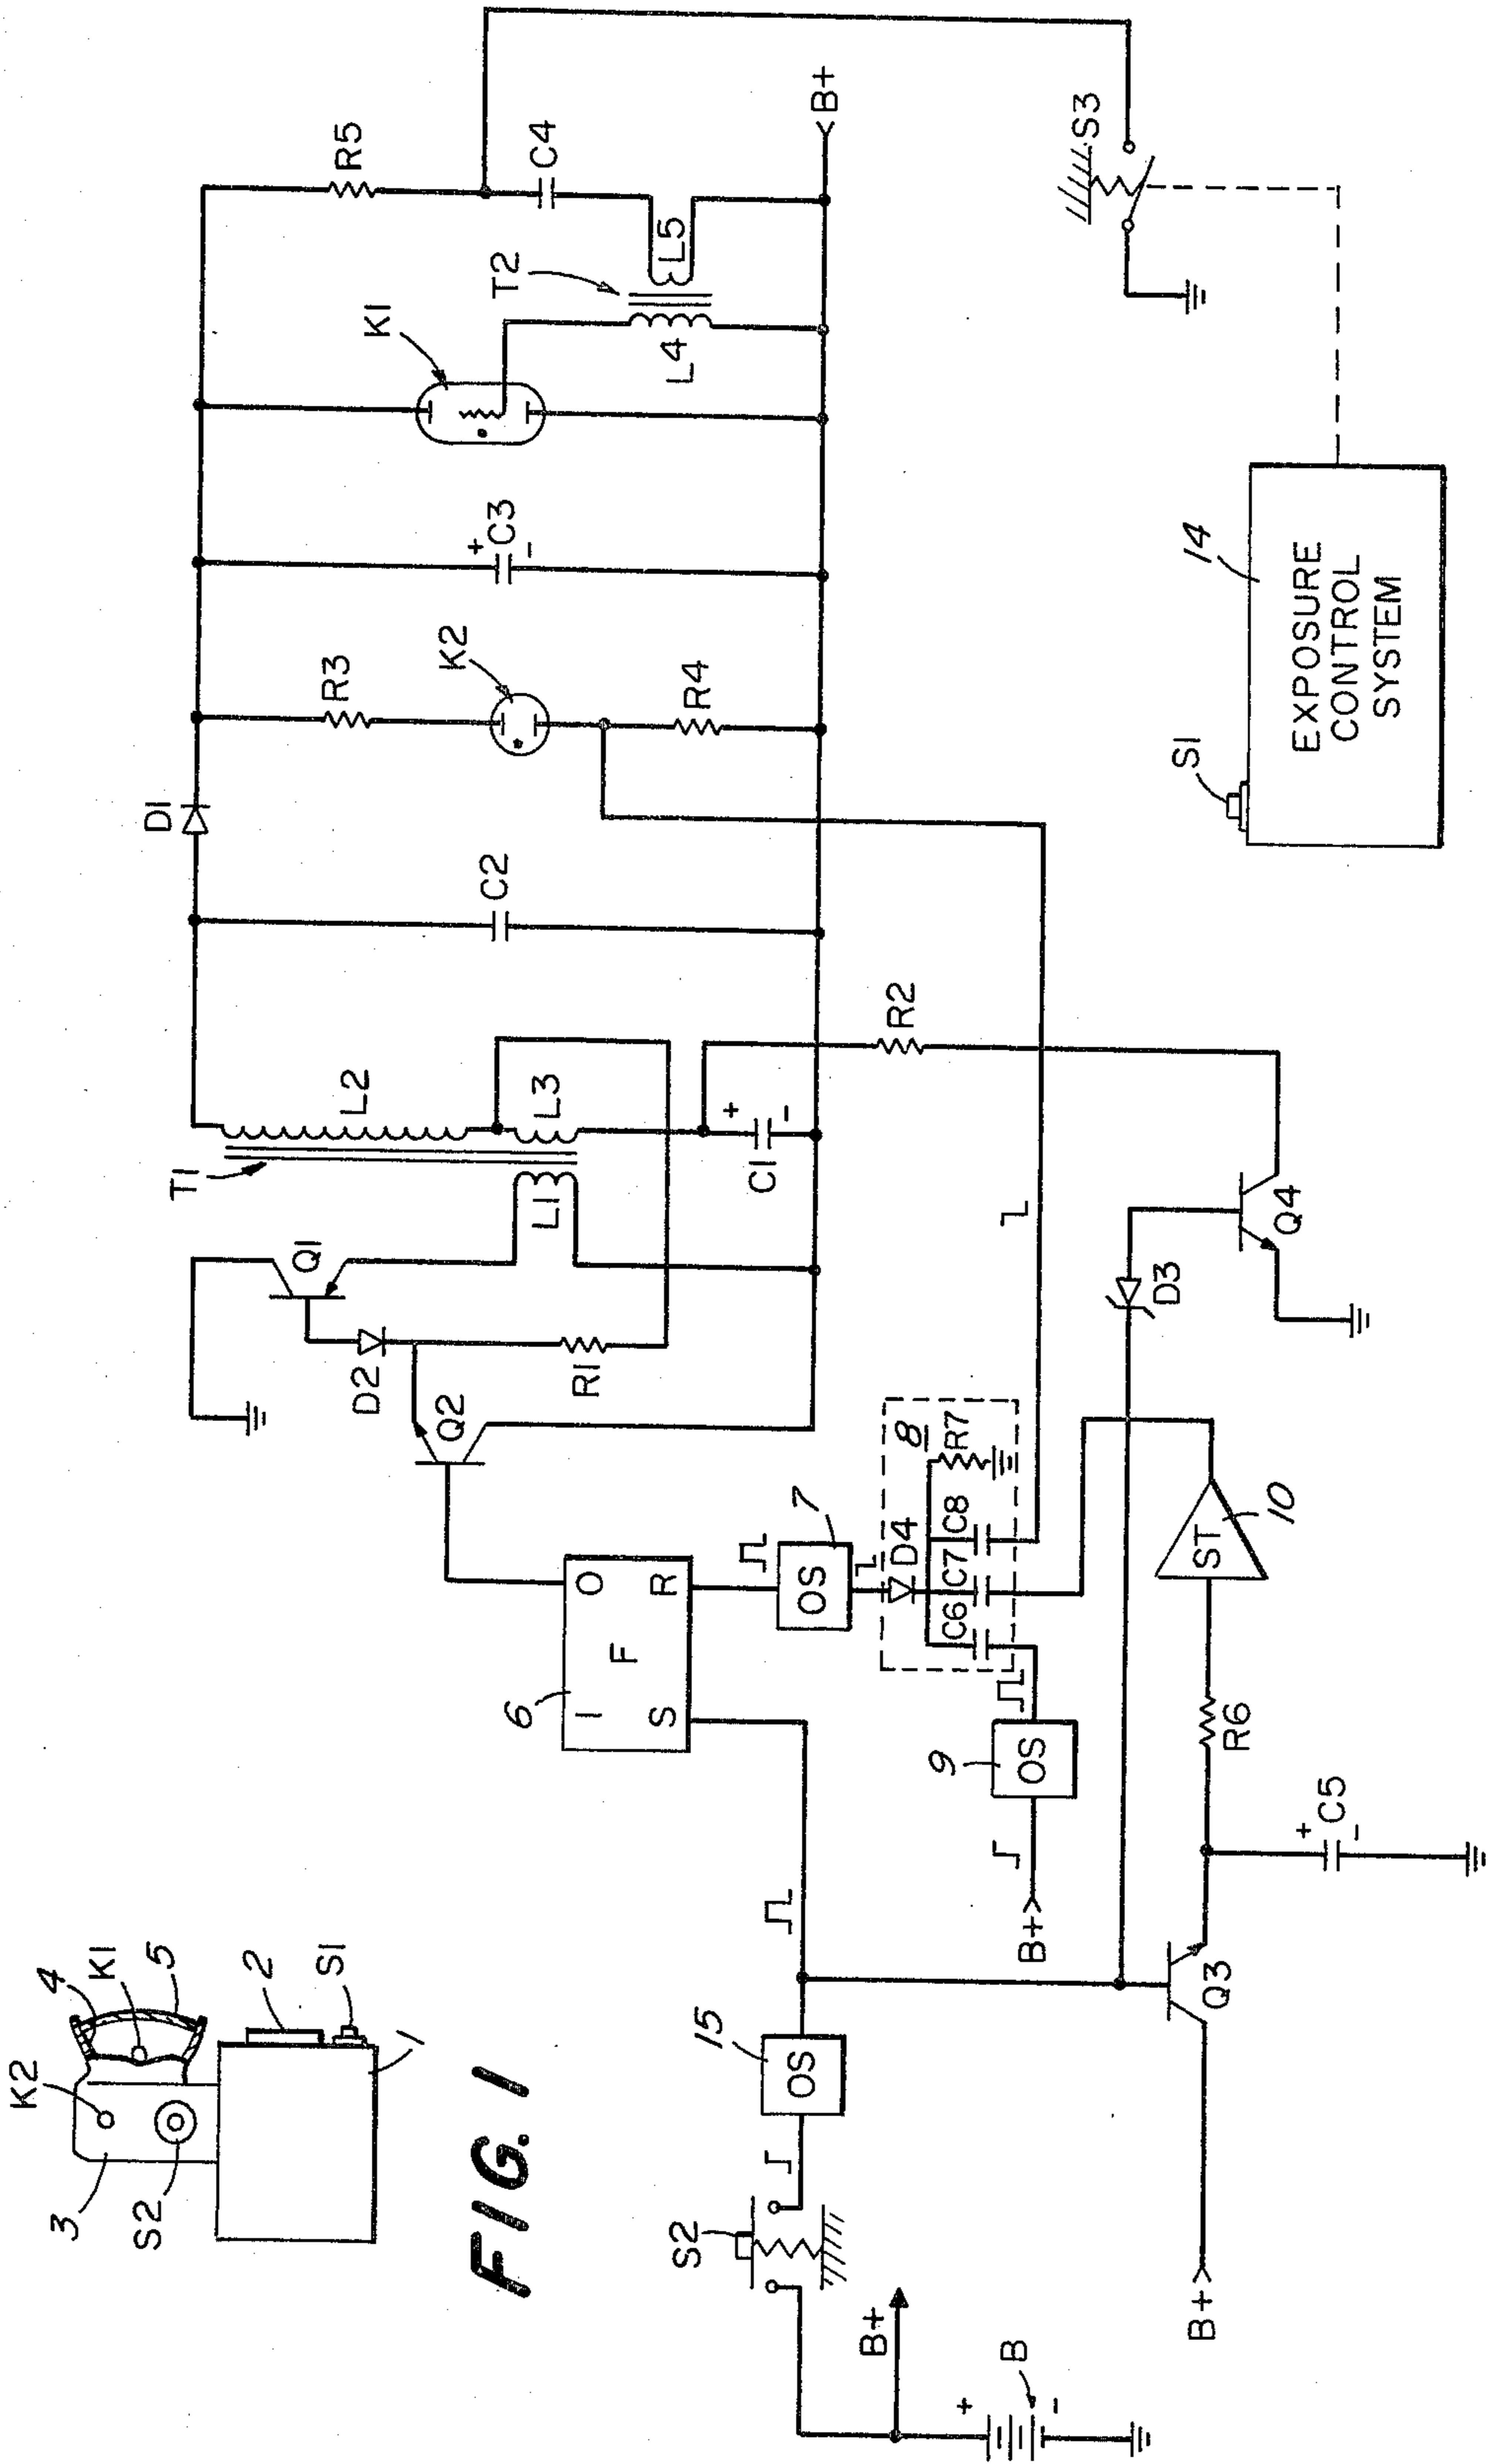 K2
4
K1
5
3
S2
2
S1
1
FIG. 1
B+
+
B
-
S2
15
OS
B+
Q3
+
C5
-
R6
ST
10
B+
9
OS
6
I
O
F
S
R
7
OS
8
D4
C6
C7
C8
R7
Q2
D2
R1
Q1
T1
L1
L2
L3
C1
+
-
R2
D3
Q4
C2
D1
R3
K2
R4
+
C3
-
K1
T2
L4
L5
R5
C4
B+
S3
14
S1
EXPOSURE
CONTROL
SYSTEM